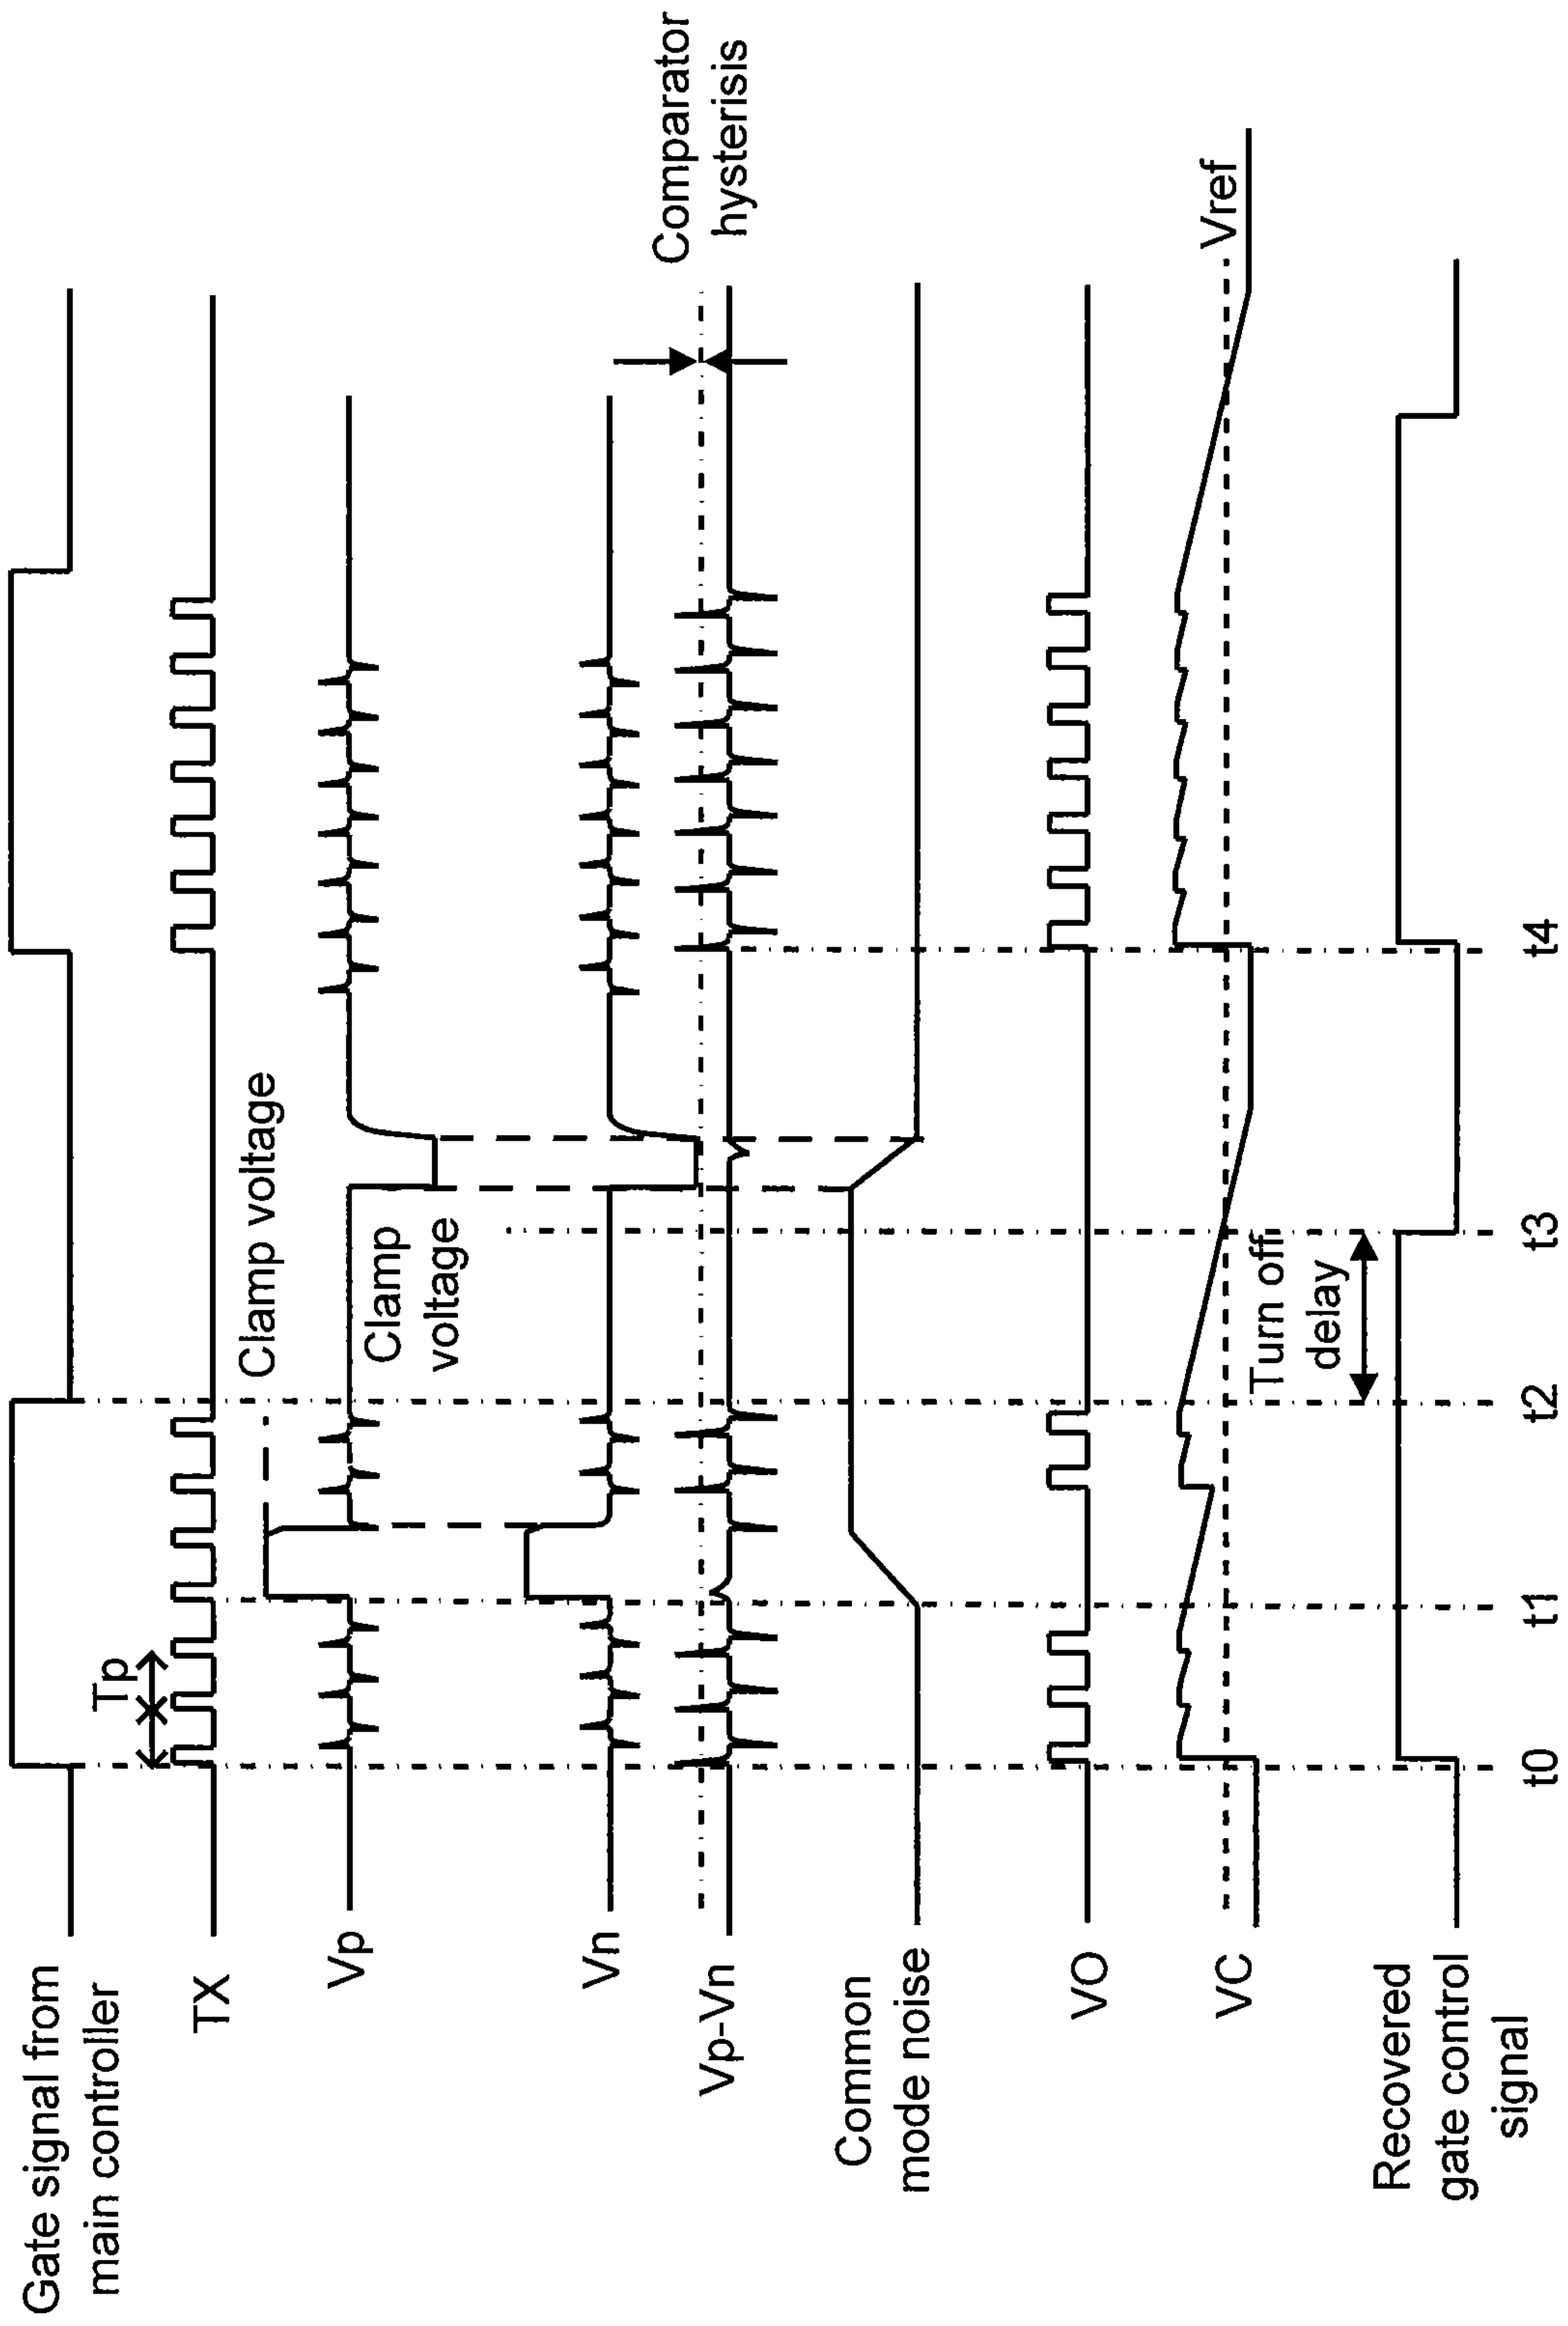 Gate signal from
main controller
Tp
TX
Clamp voltage
Vp
Clamp
voltage
Vn
Comparator
hysterisis
Vp-Vn
Common
mode noise
VO
Vref
VC
Turn off
delay
Recovered
gate control
signal
t0
t1
t2
t3
t4